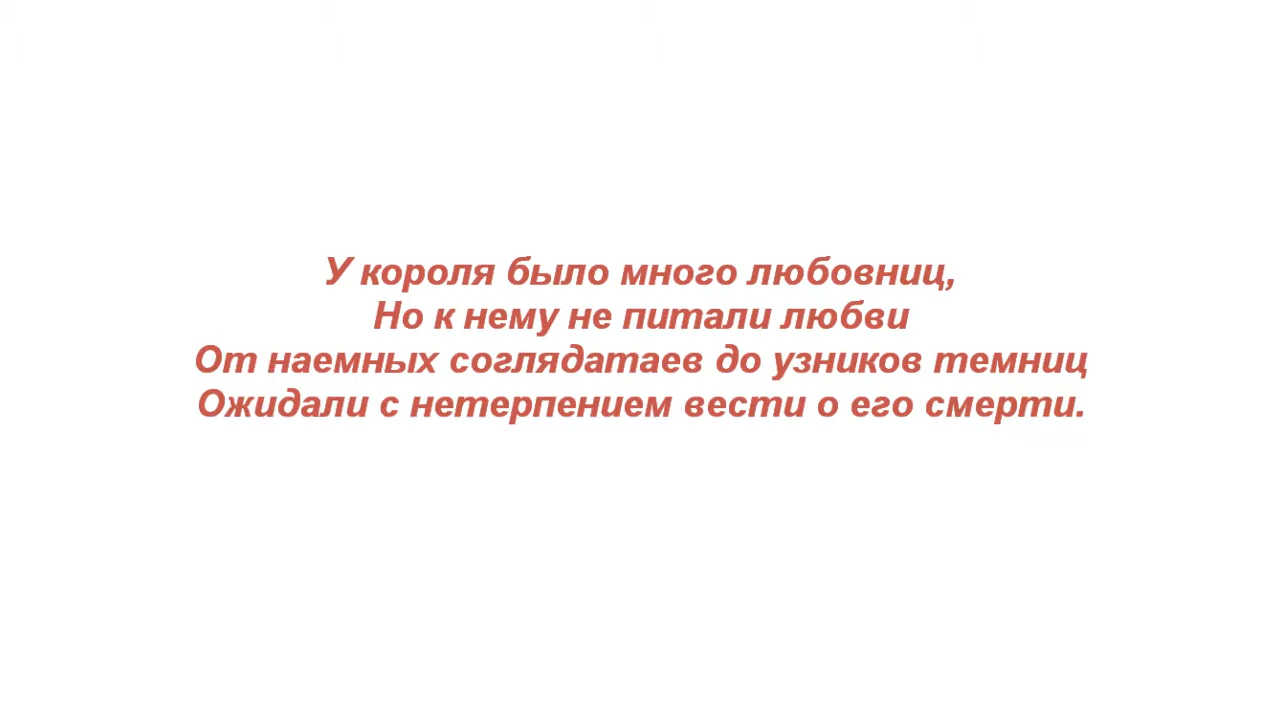 У короля было много любовниц,
Но к нему не питали любви
От наемных соглядатаев до узников темниц
Ожидали с нетерпением вести о его смерти.